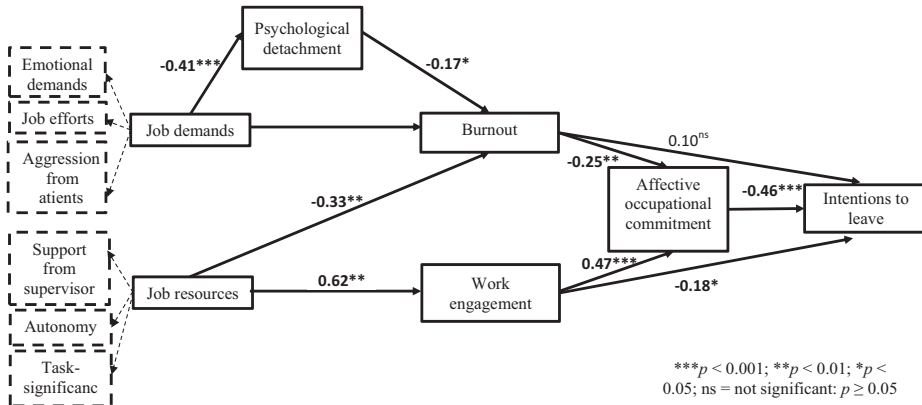 Psychological
detachment
-0.41***
-0.17*
Emotional
demands
Job efforts
Aggression
from
atients
Job demands
Burnout
0.10ns
-0.25**
Affective
occupational
commitment
-0.46***
Intentions to
leave
-0.33**
Support
from
supervisor
Autonomy
Task-
significanc
Job resources
0.62**
Work
engagement
0.47***
-0.18*
***p < 0.001; **p < 0.01; *p <
0.05; ns = not significant: p ≥ 0.05